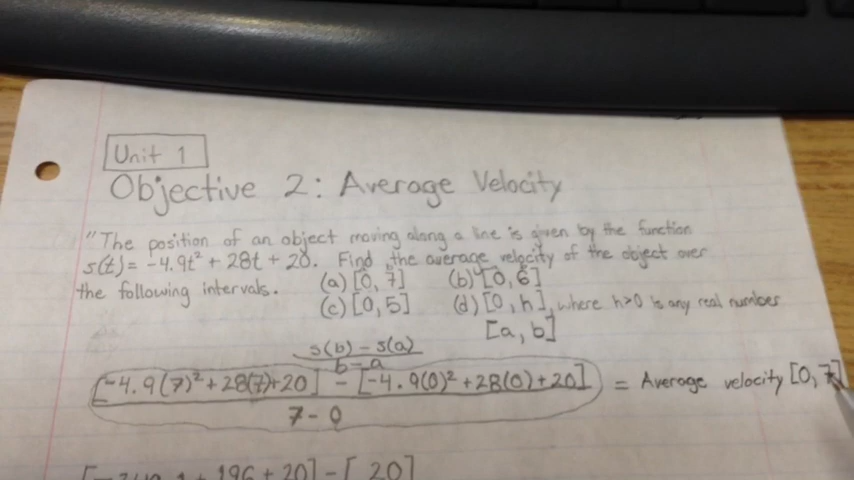 Unit 1
Objective 2: Average Velocity
"The position of an object moving along a line is given by the function
s(t) = -4.9t² + 28t + 20. Find the average velocity of the object over
the following intervals. (a) [0, 7] (b) [0, 6]
(c) [0, 5] (d) [0, h], where h>0 is any real number
[a, b]
s(b) - s(a)
b - a
[-4.9(7)² + 28(7)+20] - [-4.9(0)² + 28(0) + 20] = Average velocity [0, 7]
7 - 0
+ 196 + 20] - [ 20]